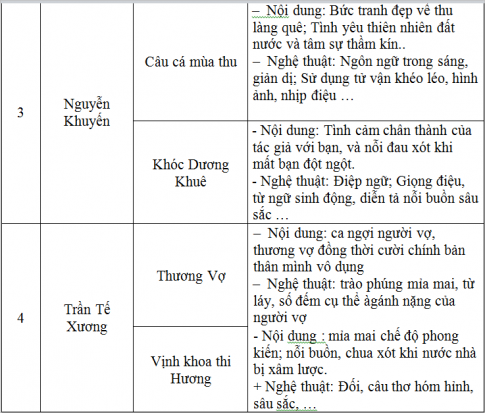 3
Nguyễn
Khuyến
Câu cá mùa thu
– Nội dung: Bức tranh đẹp về thu
làng quê; Tình yêu thiên nhiên đất
nước và tâm sự thầm kín..
– Nghệ thuật: Ngôn ngữ trong sáng,
giản dị; Sử dụng tử vận khéo léo, hình
ảnh, nhịp điệu …
Khóc Dương
Khuê
- Nội dung: Tình cảm chân thành của
tác giả với bạn, và nỗi đau xót khi
mất bạn đột ngột.
- Nghệ thuật: Điệp ngữ; Giọng điệu,
từ ngữ sinh động, diễn tả nỗi buồn sâu
sắc …
4
Trần Tế
Xương
Thương Vợ
– Nội dung: ca ngợi người vợ,
thương vợ đồng thời cười chính bản
thân mình vô dụng
– Nghệ thuật: trào phúng mỉa mai, từ
láy, số đếm cụ thể àgánh nặng của
người vợ
Vịnh khoa thi
Hương
- Nội dung : mỉa mai chế độ phong
kiến; nỗi buồn, chua xót khi nước nhà
bị xâm lược.
+ Nghệ thuật: Đối, câu thơ hóm hỉnh,
sâu sắc, …